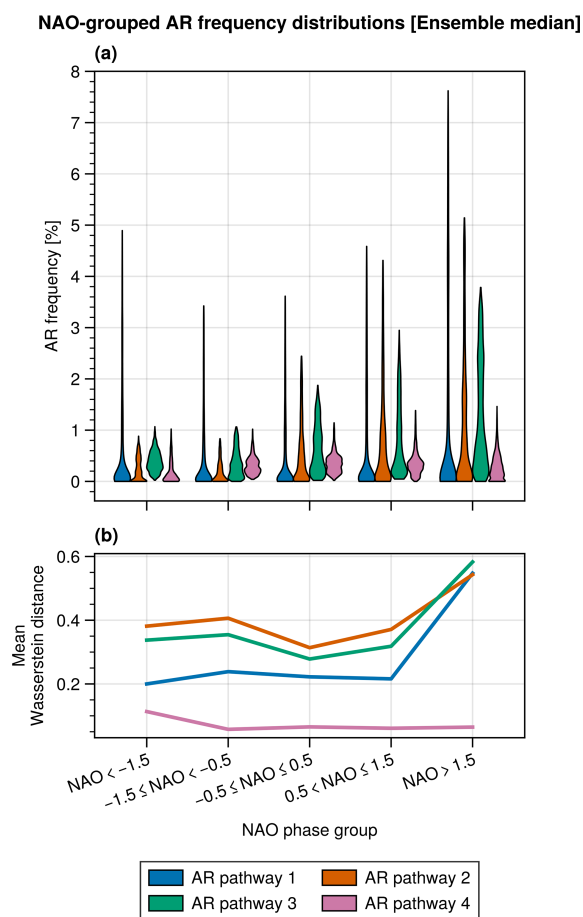 NAO-grouped AR frequency distributions [Ensemble median]
(a)
8
7
6
5
4
3
2
1
0
AR frequency [%]
(b)
0.6
0.4
0.2
Mean
Wasserstein distance
NAO < −1.5
−1.5 ≤ NAO < −0.5
−0.5 ≤ NAO ≤ 0.5
0.5 < NAO ≤ 1.5
NAO > 1.5
NAO phase group
AR pathway 1
AR pathway 2
AR pathway 3
AR pathway 4